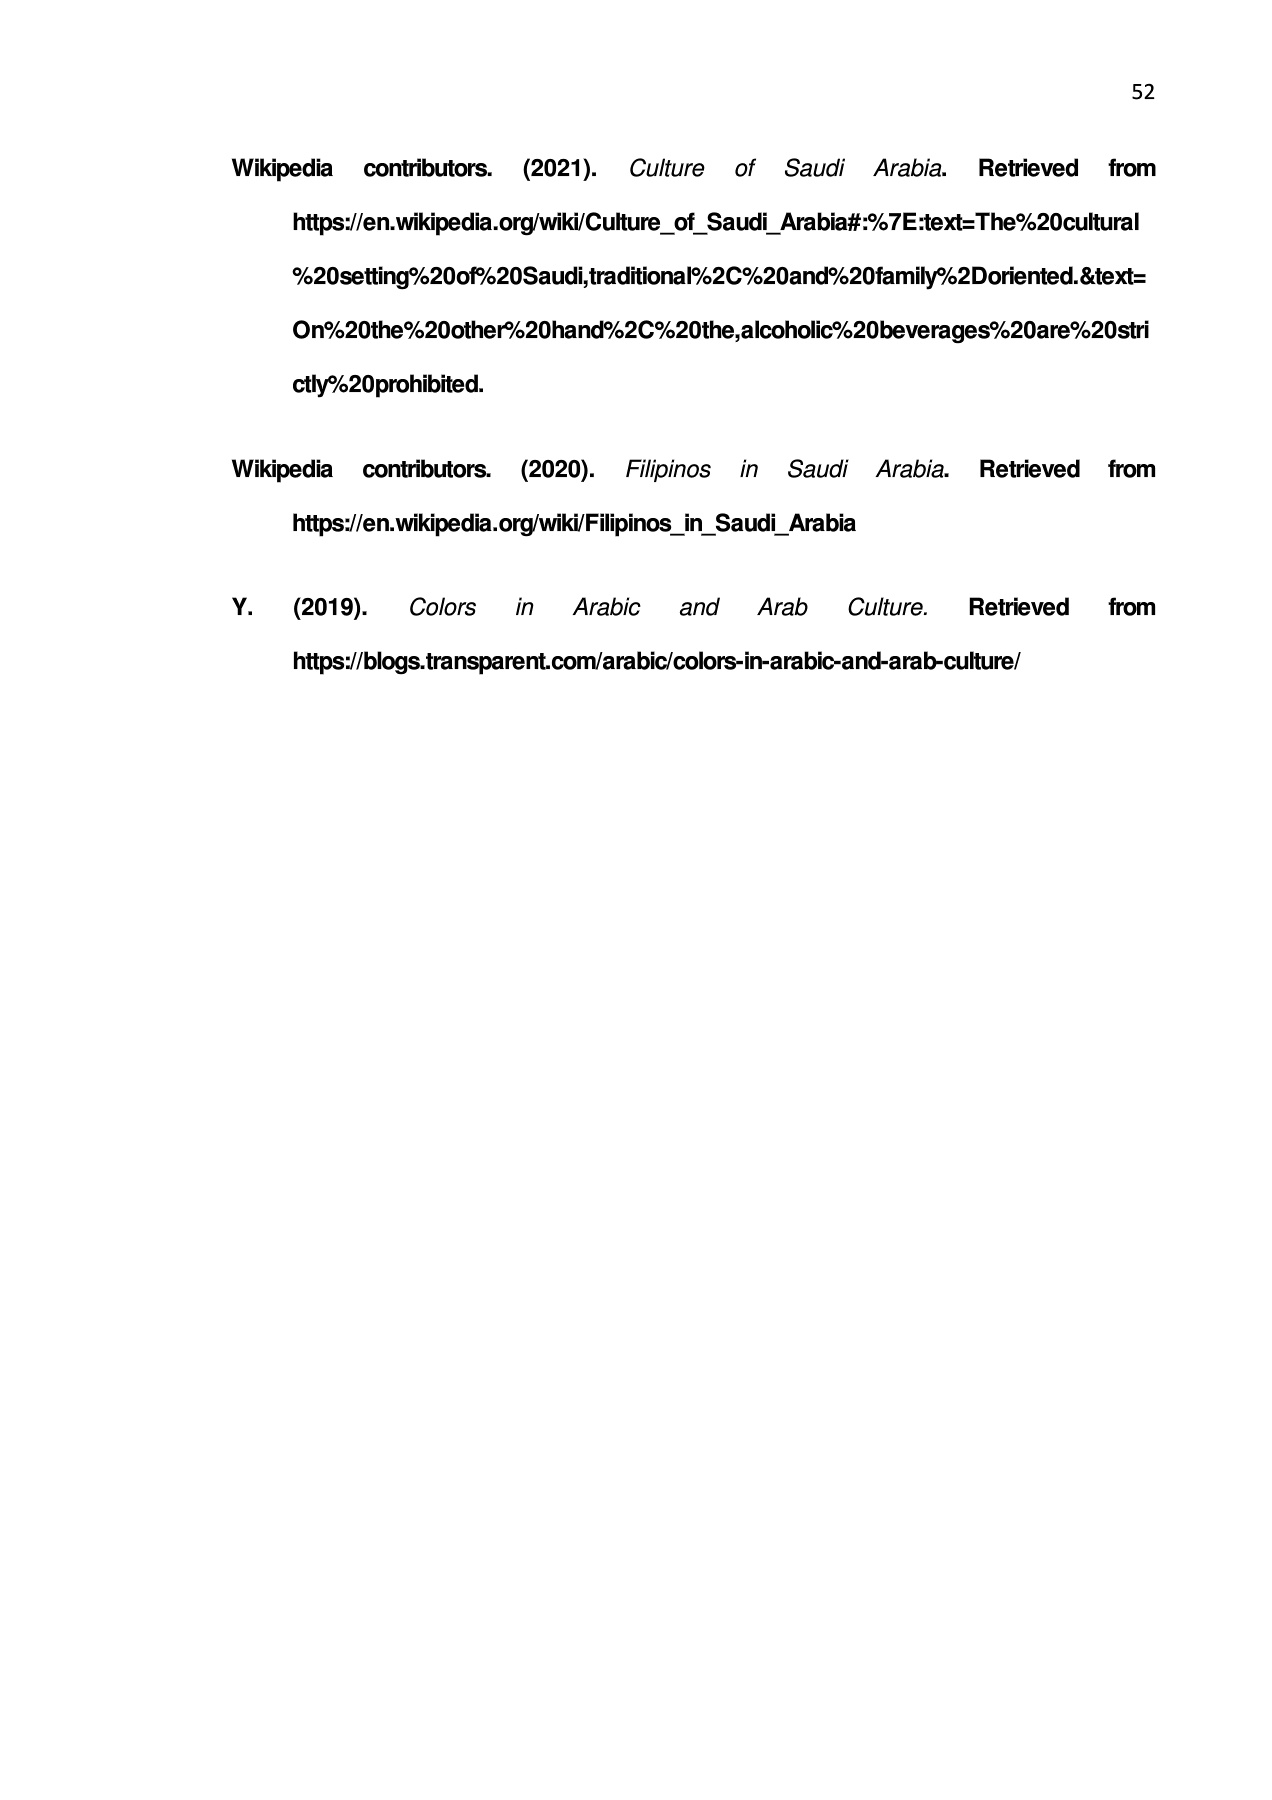 52
Wikipedia contributors. (2021). Culture of Saudi Arabia. Retrieved from
https://en.wikipedia.org/wiki/Culture_of_Saudi_Arabia#:%7E:text=The%20cultural
%20setting%20of%20Saudi,traditional%2C%20and%20family%2Doriented.&text=
On%20the%20other%20hand%2C%20the,alcoholic%20beverages%20are%20stri
ctly%20prohibited.
Wikipedia contributors. (2020). Filipinos in Saudi Arabia. Retrieved from
https://en.wikipedia.org/wiki/Filipinos_in_Saudi_Arabia
Y. (2019). Colors in Arabic and Arab Culture. Retrieved from
https://blogs.transparent.com/arabic/colors-in-arabic-and-arab-culture/